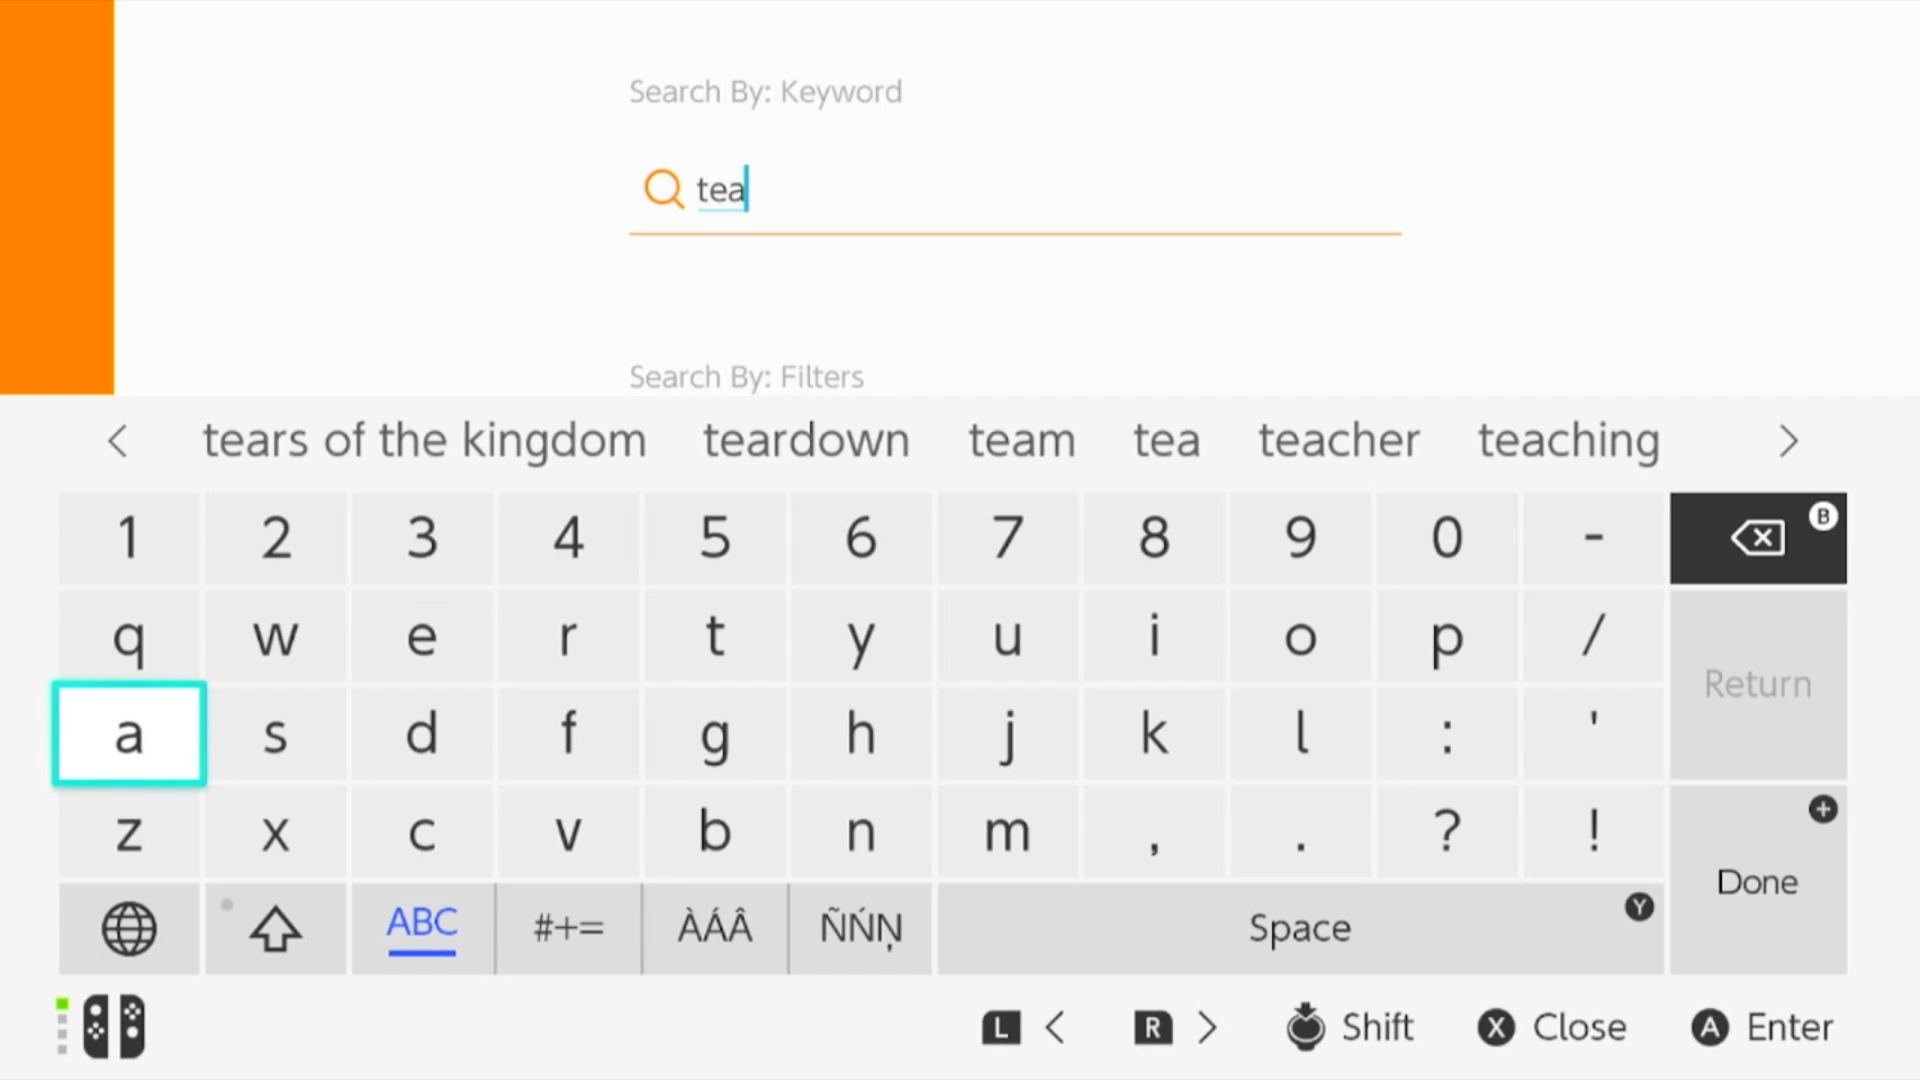 Search By: Keyword
tea
Search By: Filters
< tears of the kingdom teardown team tea teacher teaching >
1 2 3 4 5 6 7 8 9 0 - B
q w e r t y u i o p /
Return
a s d f g h j k l : '
z x c v b n m , . ? ! +
Done
ABC #+= ÀÁÂ ÑŃŅ Space Y
L < R > Shift X Close A Enter